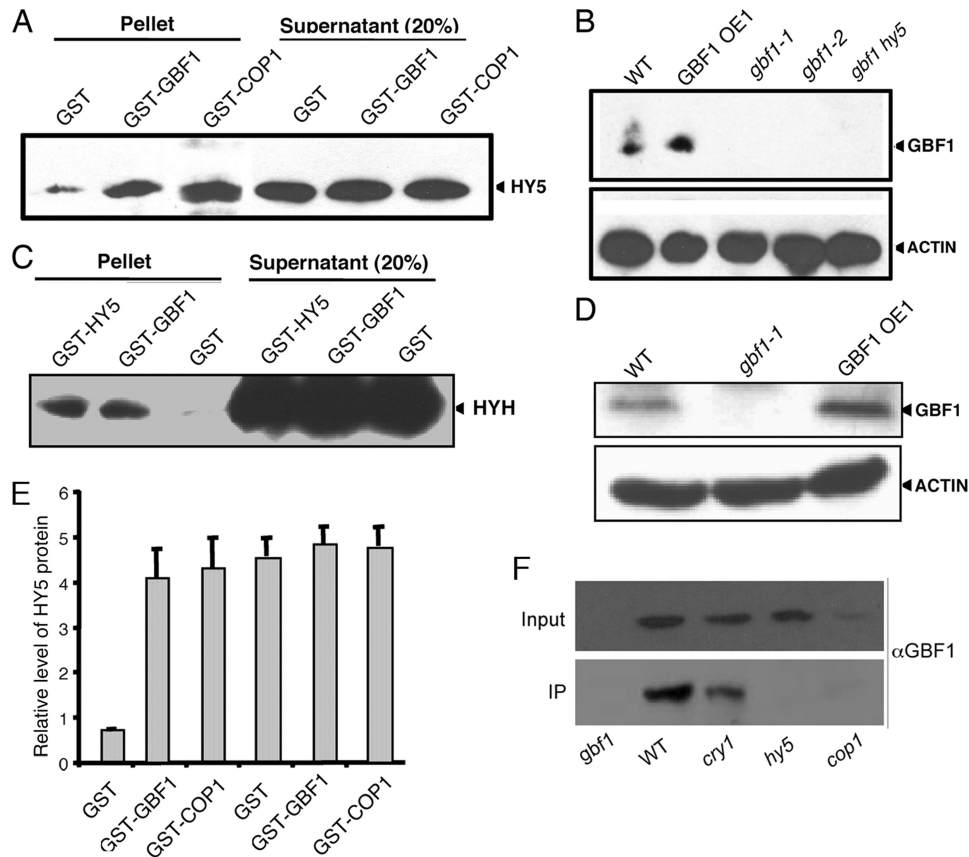 A
Pellet
Supernatant (20%)
GST
GST-GBF1
GST-COP1
GST
GST-GBF1
GST-COP1
HY5
B
WT
GBF1 OE1
gbf1-1
gbf1-2
gbf1 hy5
GBF1
ACTIN
C
Pellet
Supernatant (20%)
GST-HY5
GST-GBF1
GST
GST-HY5
GST-GBF1
GST
HYH
D
WT
gbf1-1
GBF1 OE1
GBF1
ACTIN
E
Relative level of HY5 protein
6
5
4
3
2
1
0
GST
GST-GBF1
GST-COP1
GST
GST-GBF1
GST-COP1
F
Input
IP
αGBF1
gbf1
WT
cry1
hy5
cop1